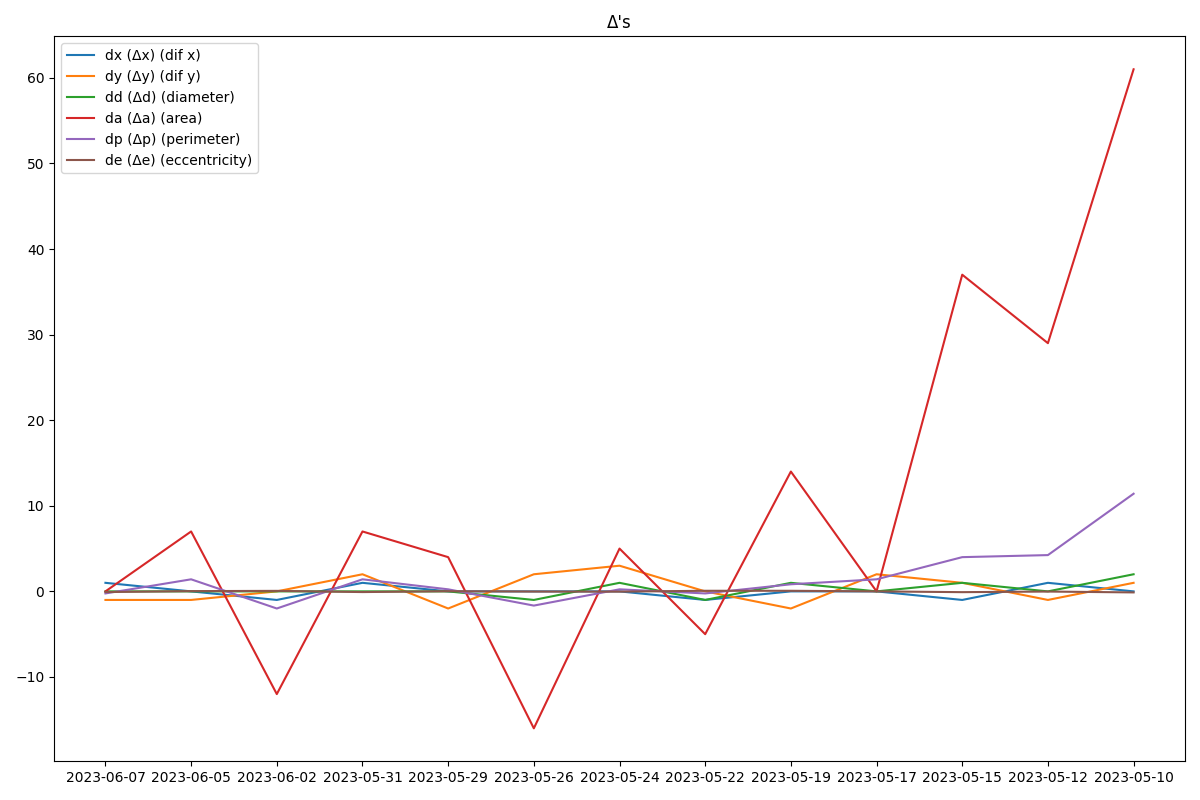 Δ's
dx (Δx) (dif x)
dy (Δy) (dif y)
dd (Δd) (diameter)
da (Δa) (area)
dp (Δp) (perimeter)
de (Δe) (eccentricity)
60
50
40
30
20
10
0
−10
2023-06-07 2023-06-05 2023-06-02 2023-05-31 2023-05-29 2023-05-26 2023-05-24 2023-05-22 2023-05-19 2023-05-17 2023-05-15 2023-05-12 2023-05-10